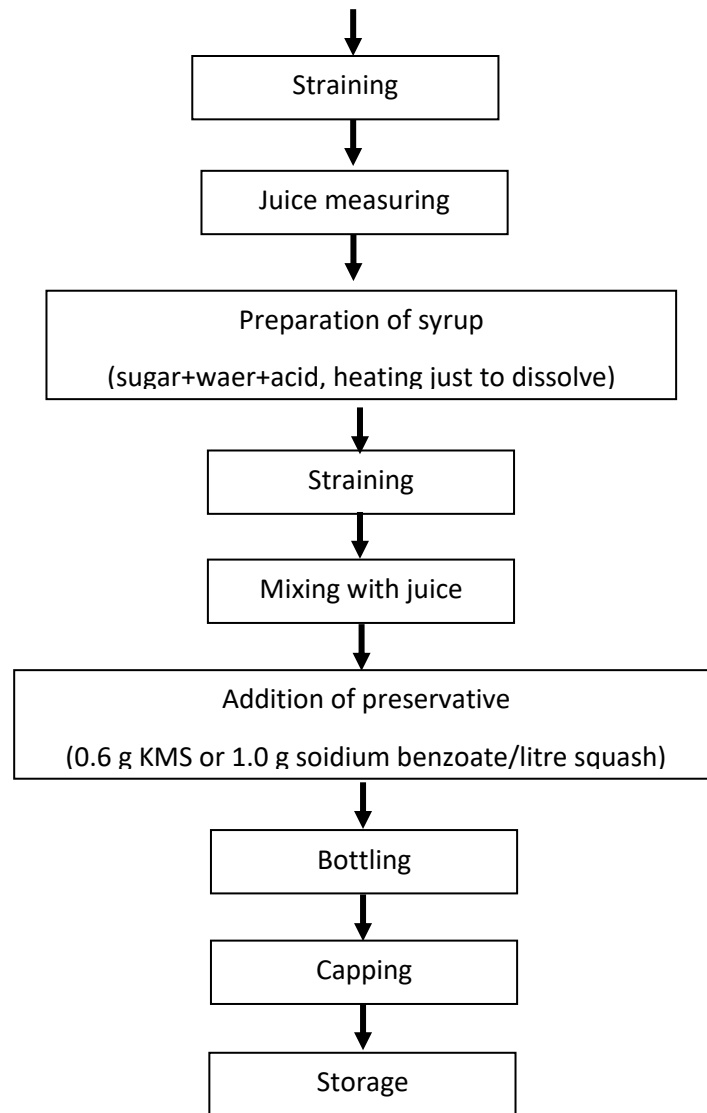 Straining
Juice measuring
Preparation of syrup
(sugar+waer+acid, heating just to dissolve)
Straining
Mixing with juice
Addition of preservative
(0.6 g KMS or 1.0 g soidium benzoate/litre squash)
Bottling
Capping
Storage